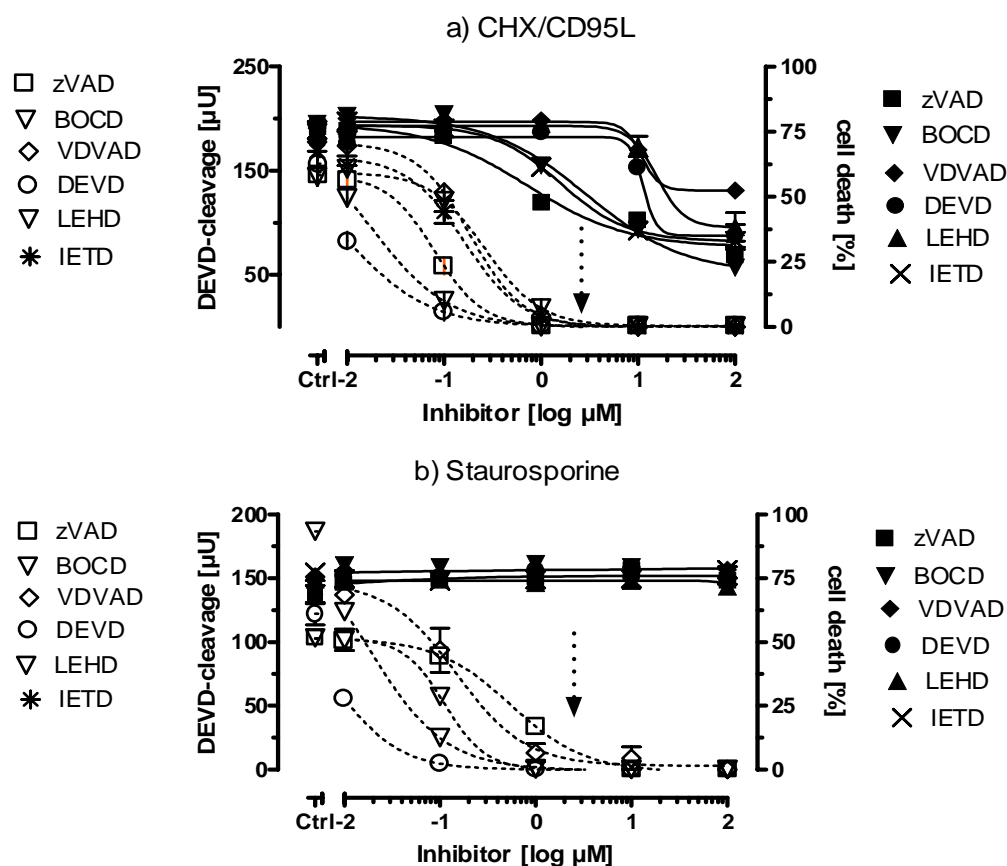 a) CHX/CD95L
zVAD
BOCD
VDVAD
DEVD
LEHD
IETD
DEVD-cleavage [µU]
250
150
50
100
75
50
25
0
cell death [%]
zVAD
BOCD
VDVAD
DEVD
LEHD
IETD
Ctrl -2 -1 0 1 2
Inhibitor [log µM]
b) Staurosporine
zVAD
BOCD
VDVAD
DEVD
LEHD
IETD
DEVD-cleavage [µU]
200
150
100
50
0
100
75
50
25
0
cell death [%]
zVAD
BOCD
VDVAD
DEVD
LEHD
IETD
Ctrl -2 -1 0 1 2
Inhibitor [log µM]